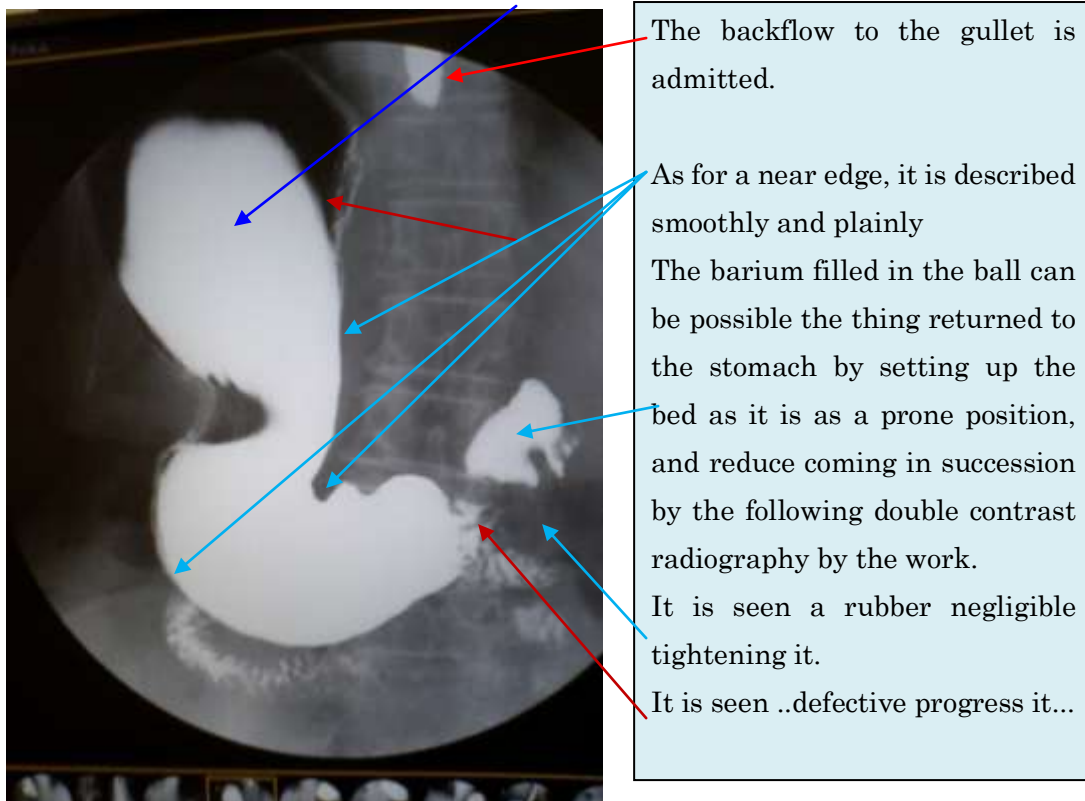 The backflow to the gullet is
admitted.
As for a near edge, it is described
smoothly and plainly
The barium filled in the ball can
be possible the thing returned to
the stomach by setting up the
bed as it is as a prone position,
and reduce coming in succession
by the following double contrast
radiography by the work.
It is seen a rubber negligible
tightening it.
It is seen ..defective progress it...